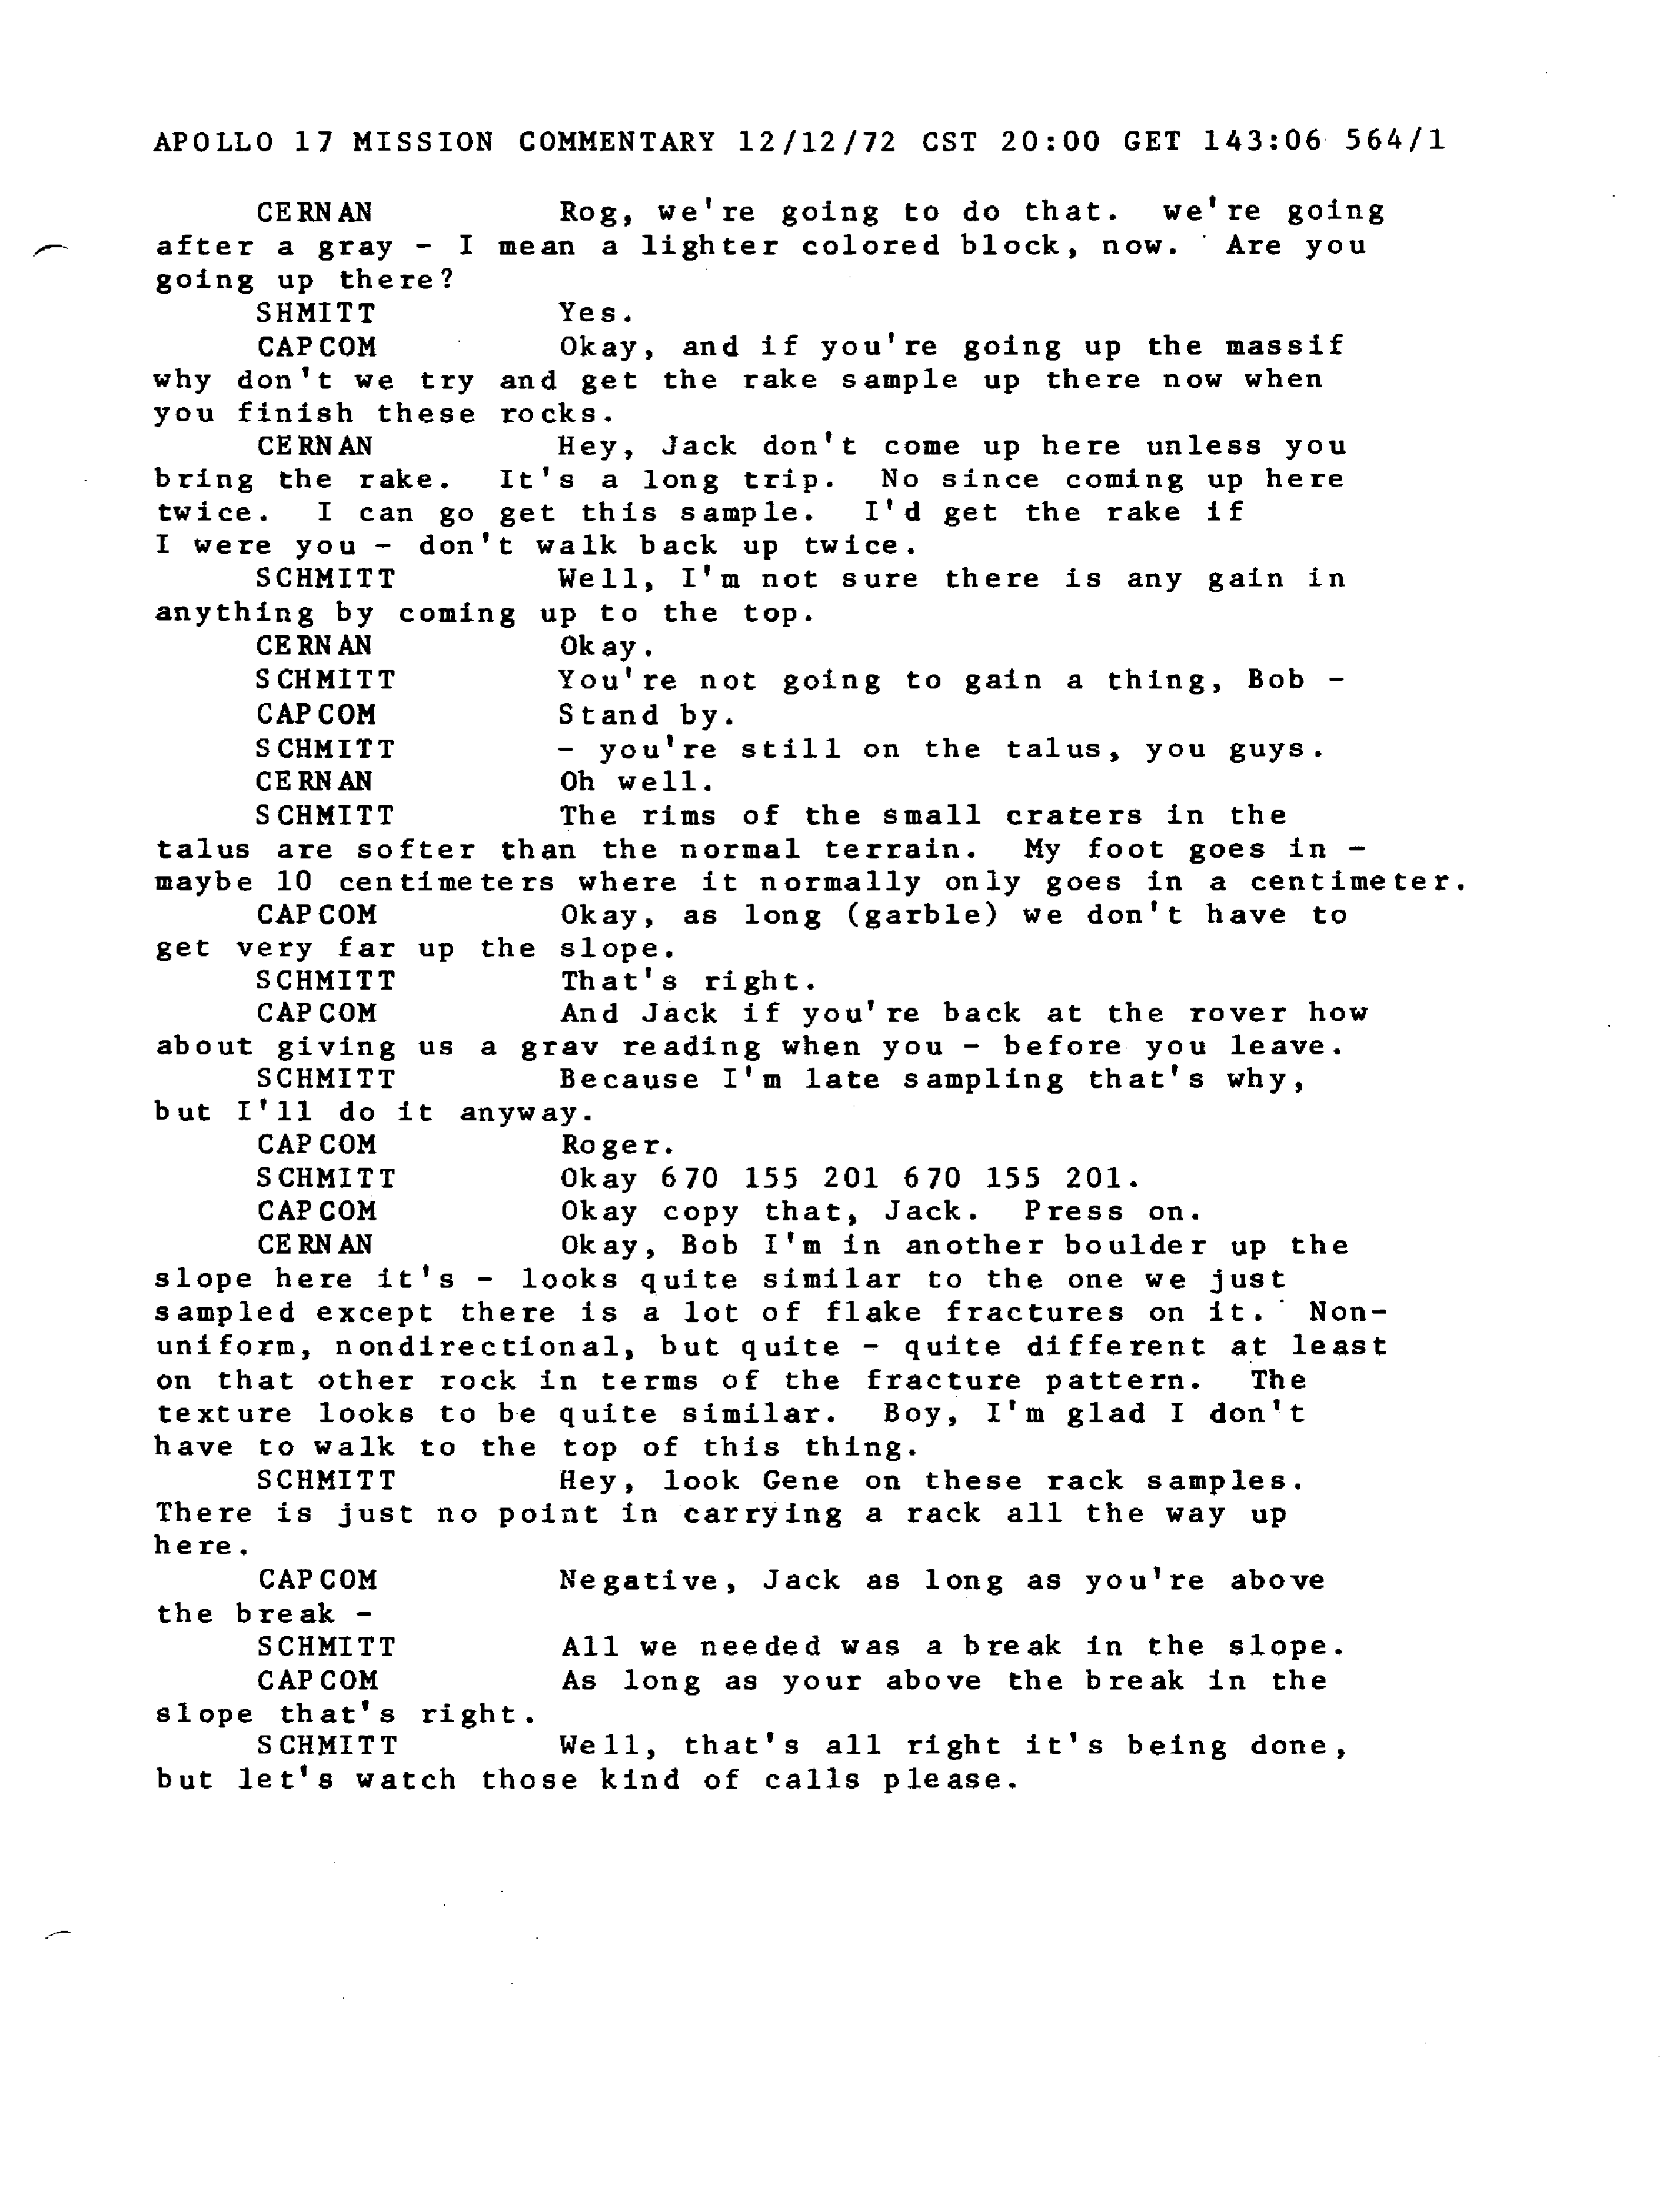 APOLLO 17 MISSION COMMENTARY 12/12/72 CST 20:00 GET 143:06 564/1
CERNAN Rog, we're going to do that. we're going
after a gray - I mean a lighter colored block, now. Are you
going up there?
SHMITT Yes.
CAPCOM Okay, and if you're going up the massif
why don't we try and get the rake sample up there now when
you finish these rocks.
CERNAN Hey, Jack don't come up here unless you
bring the rake. It's a long trip. No since coming up here
twice. I can go get this sample. I'd get the rake if
I were you - don't walk back up twice.
SCHMITT Well, I'm not sure there is any gain in
anything by coming up to the top.
CERNAN Okay.
SCHMITT You're not going to gain a thing, Bob -
CAPCOM Stand by.
SCHMITT - you're still on the talus, you guys.
CERNAN Oh well.
SCHMITT The rims of the small craters in the
talus are softer than the normal terrain. My foot goes in -
maybe 10 centimeters where it normally only goes in a centimeter.
CAPCOM Okay, as long (garble) we don't have to
get very far up the slope.
SCHMITT That's right.
CAPCOM And Jack if you're back at the rover how
about giving us a grav reading when you - before you leave.
SCHMITT Because I'm late sampling that's why,
but I'll do it anyway.
CAPCOM Roger.
SCHMITT Okay 670 155 201 670 155 201.
CAPCOM Okay copy that, Jack. Press on.
CERNAN Okay, Bob I'm in another boulder up the
slope here it's - looks quite similar to the one we just
sampled except there is a lot of flake fractures on it. Non-
uniform, nondirectional, but quite - quite different at least
on that other rock in terms of the fracture pattern. The
texture looks to be quite similar. Boy, I'm glad I don't
have to walk to the top of this thing.
SCHMITT Hey, look Gene on these rack samples.
There is just no point in carrying a rack all the way up
here.
CAPCOM Negative, Jack as long as you're above
the break -
SCHMITT All we needed was a break in the slope.
CAPCOM As long as your above the break in the
slope that's right.
SCHMITT Well, that's all right it's being done,
but let's watch those kind of calls please.